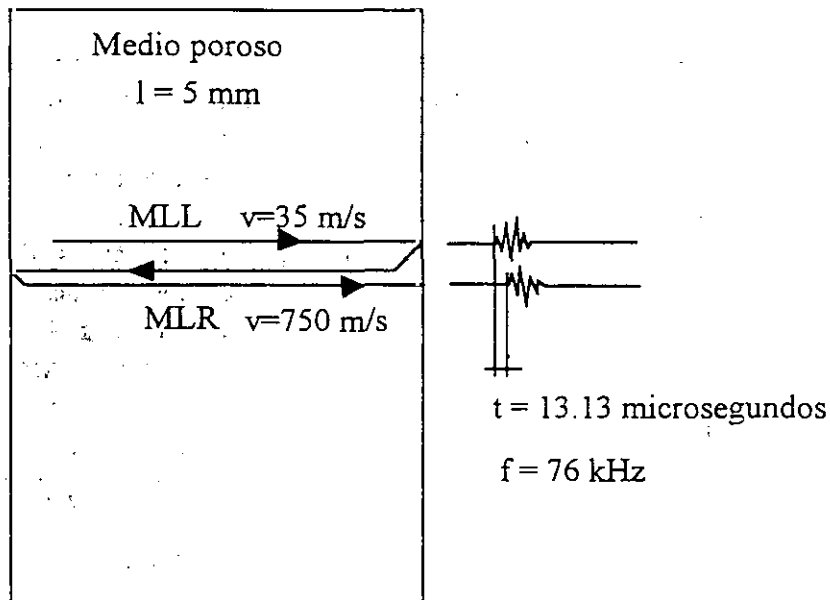 Medio poroso
l = 5 mm
MLL v=35 m/s
MLR v=750 m/s
t = 13.13 microsegundos
f = 76 kHz